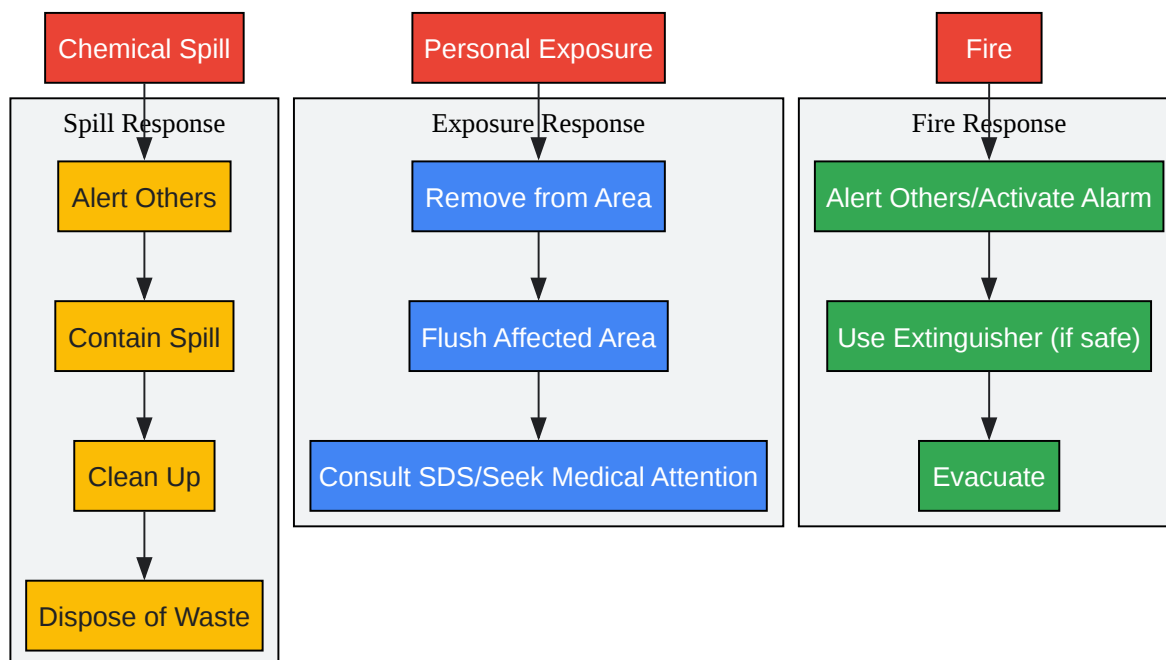 Chemical Spill
Spill Response
Alert Others
Contain Spill
Clean Up
Dispose of Waste
Personal Exposure
Exposure Response
Remove from Area
Flush Affected Area
Consult SDS/Seek Medical Attention
Fire
Fire Response
Alert Others/Activate Alarm
Use Extinguisher (if safe)
Evacuate